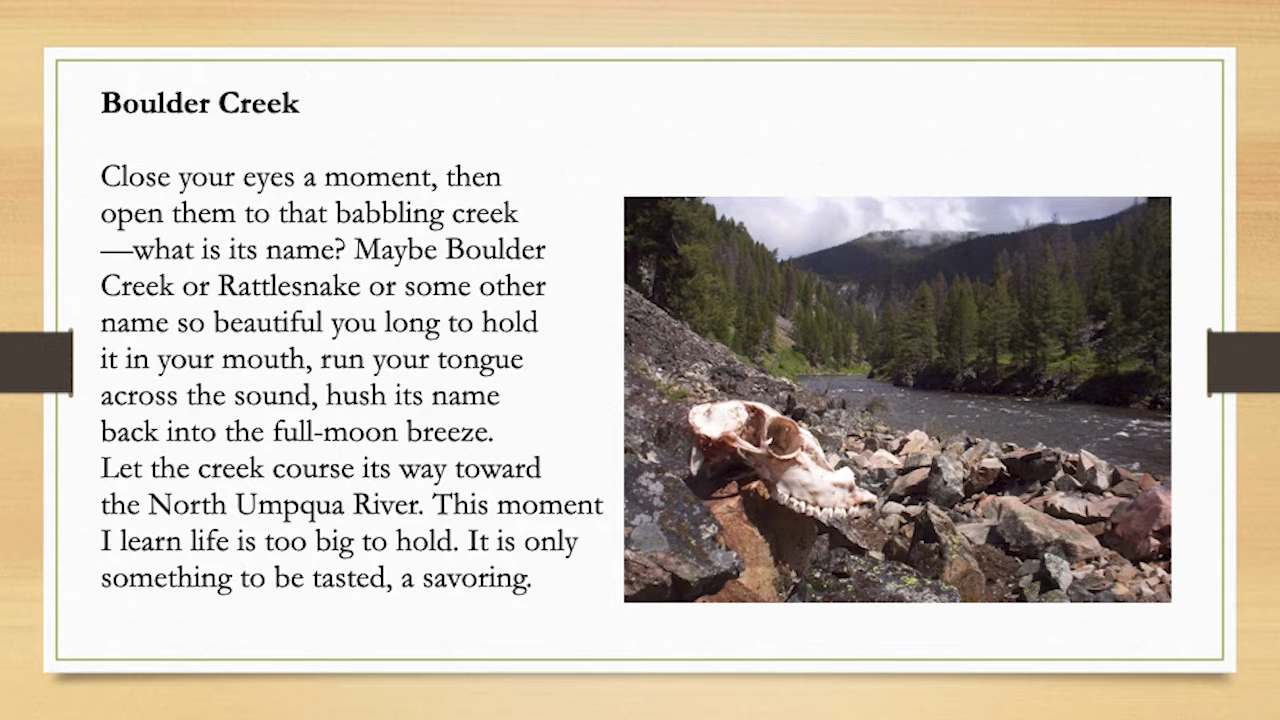 Boulder Creek
Close your eyes a moment, then
open them to that babbling creek
—what is its name? Maybe Boulder
Creek or Rattlesnake or some other
name so beautiful you long to hold
it in your mouth, run your tongue
across the sound, hush its name
back into the full-moon breeze.
Let the creek course its way toward
the North Umpqua River. This moment
I learn life is too big to hold. It is only
something to be tasted, a savoring.